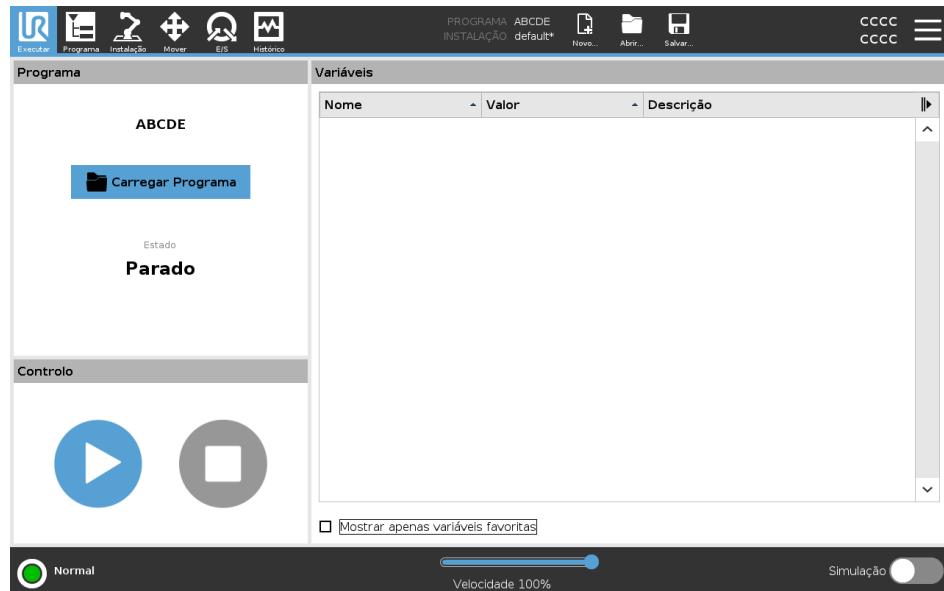 UR
PROGRAMA ABCDE
INSTALAÇÃO default*
CCCC
CCCC
Executar Programa Instalação Mover E/S Histórico Novo... Abrir... Salvar...
Programa
ABCDE
Carregar Programa
Estado
Parado
Controlo
Variáveis
Nome Valor Descrição
Mostrar apenas variáveis favoritas
Normal
Velocidade 100%
Simulação